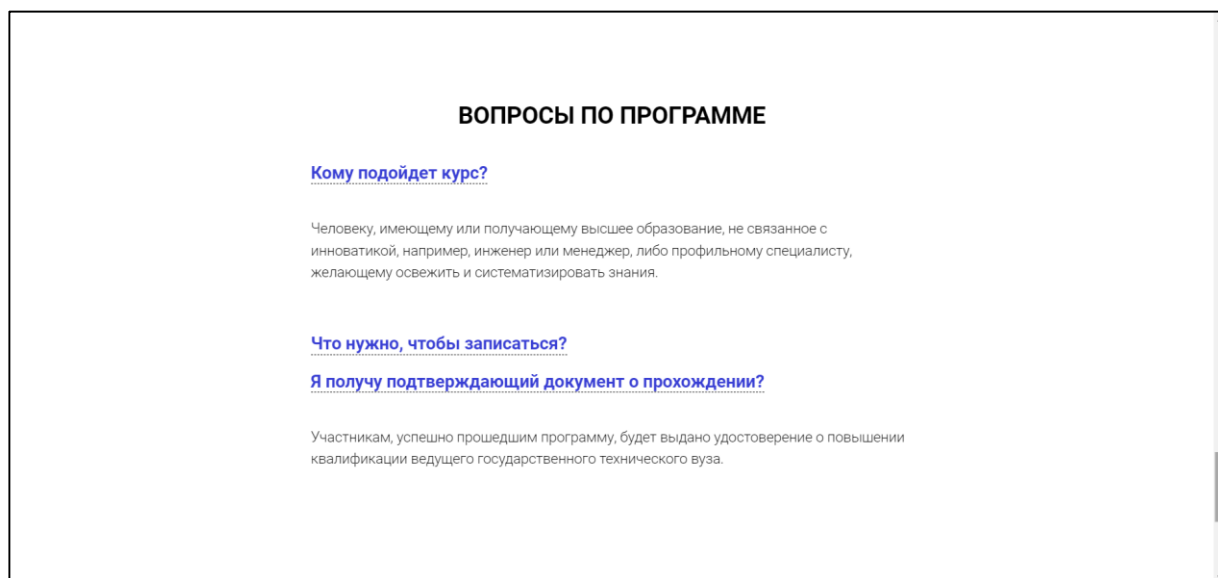 ВОПРОСЫ ПО ПРОГРАММЕ
Кому подойдет курс?
Человеку, имеющему или получающему высшее образование, не связанное с
инноватикой, например, инженер или менеджер, либо профильному специалисту,
желающему освежить и систематизировать знания.
Что нужно, чтобы записаться?
Я получу подтверждающий документ о прохождении?
Участникам, успешно прошедшим программу, будет выдано удостоверение о повышении
квалификации ведущего государственного технического вуза.